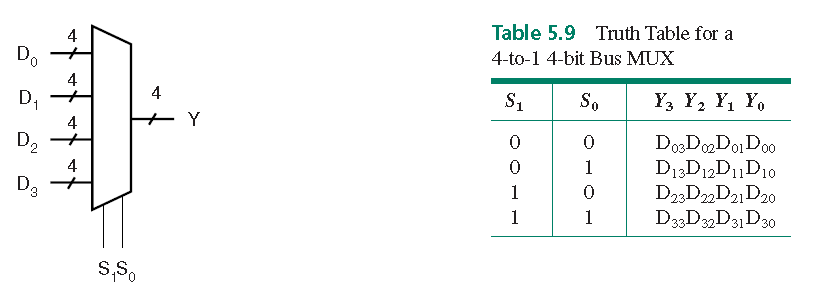 4
D₀
4
D₁
4
4
Y
D₂
4
D₃
S₁S₀
Table 5.9 Truth Table for a
4-to-1 4-bit Bus MUX
S₁ S₀ Y₃ Y₂ Y₁ Y₀
0 0 D₀₃D₀₂D₀₁D₀₀
0 1 D₁₃D₁₂D₁₁D₁₀
1 0 D₂₃D₂₂D₂₁D₂₀
1 1 D₃₃D₃₂D₃₁D₃₀